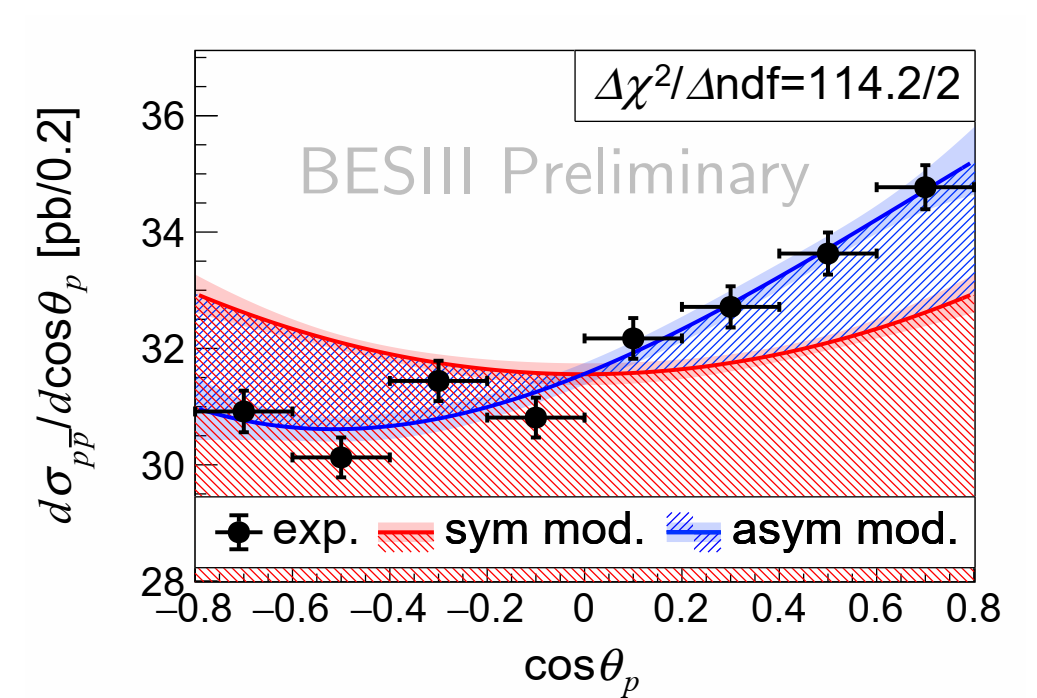 Δχ²/Δndf=114.2/2
BESIII Preliminary
dσ_{pp̅}/dcosθ_p [pb/0.2]
36
34
32
30
28
exp. sym mod. asym mod.
−0.8 −0.6 −0.4 −0.2 0 0.2 0.4 0.6 0.8
cosθ_p